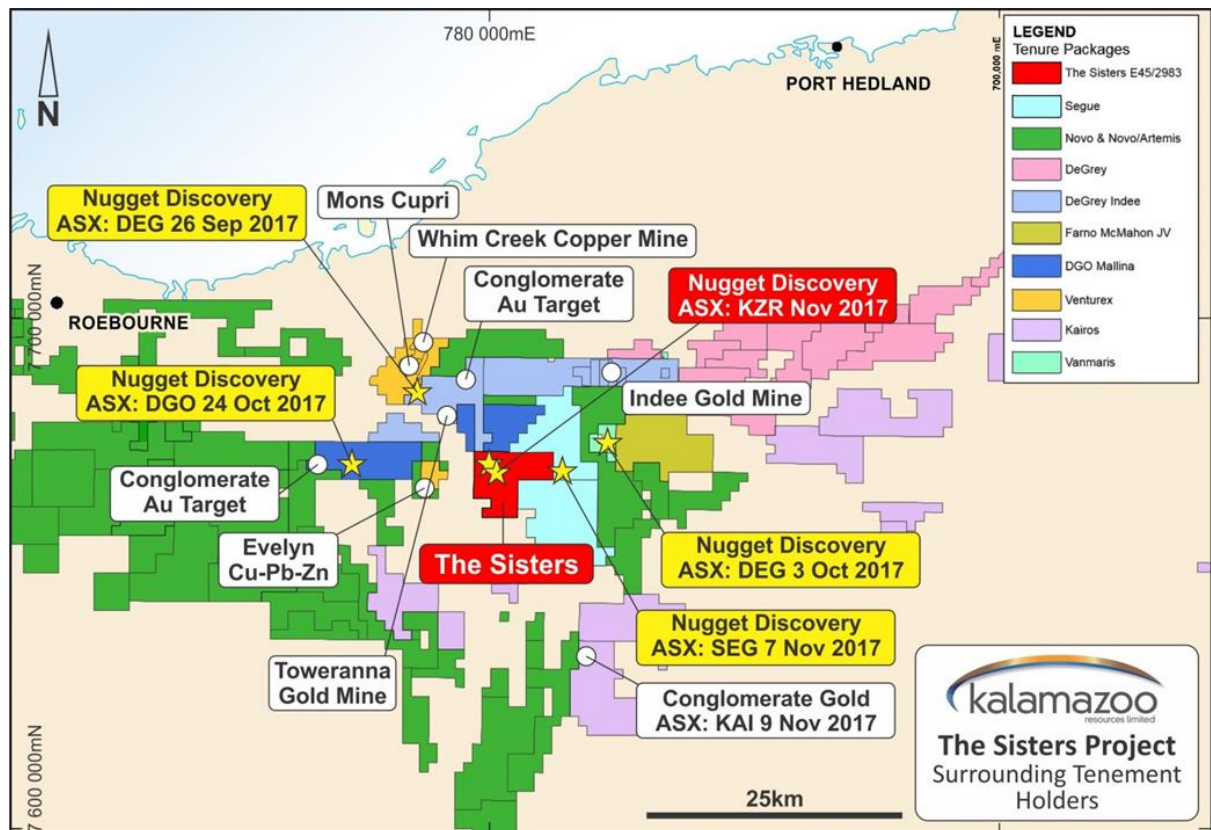 780 000mE
700,000 mE
N
PORT HEDLAND
LEGEND
Tenure Packages
The Sisters E45/2983
Segue
Novo & Novo/Artemis
DeGrey
DeGrey Indee
Farno McMahon JV
DGO Mallina
Venturex
Kairos
Vanmaris
Nugget Discovery
ASX: DEG 26 Sep 2017
Mons Cupri
Whim Creek Copper Mine
Conglomerate
Au Target
Nugget Discovery
ASX: KZR Nov 2017
7 700 000mN
ROEBOURNE
Nugget Discovery
ASX: DGO 24 Oct 2017
Indee Gold Mine
Conglomerate
Au Target
Evelyn
Cu-Pb-Zn
The Sisters
Nugget Discovery
ASX: DEG 3 Oct 2017
Nugget Discovery
ASX: SEG 7 Nov 2017
Toweranna
Gold Mine
Conglomerate Gold
ASX: KAI 9 Nov 2017
7 600 000mN
25km
kalamazoo
resources limited
The Sisters Project
Surrounding Tenement
Holders